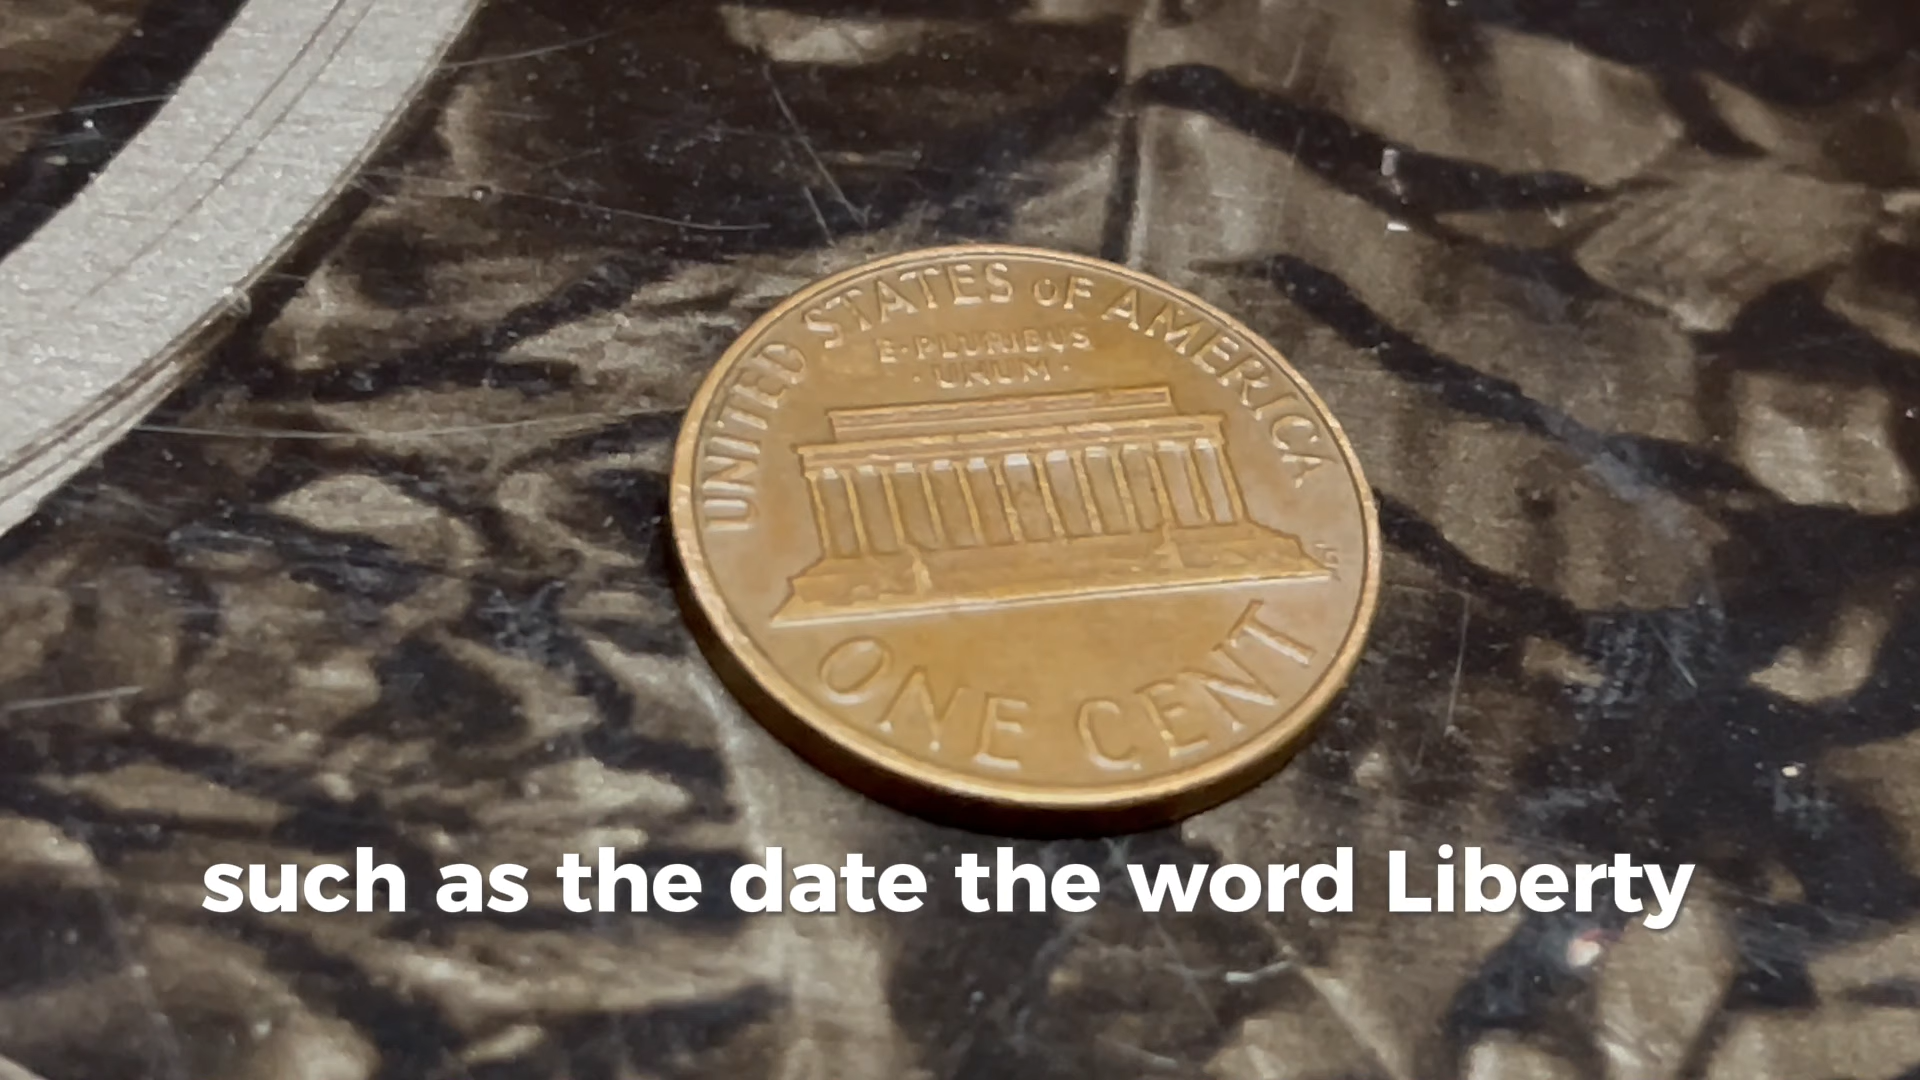 UNITED STATES OF AMERICA
E·PLURIBUS
·UNUM·
ONE CENT
such as the date the word Liberty